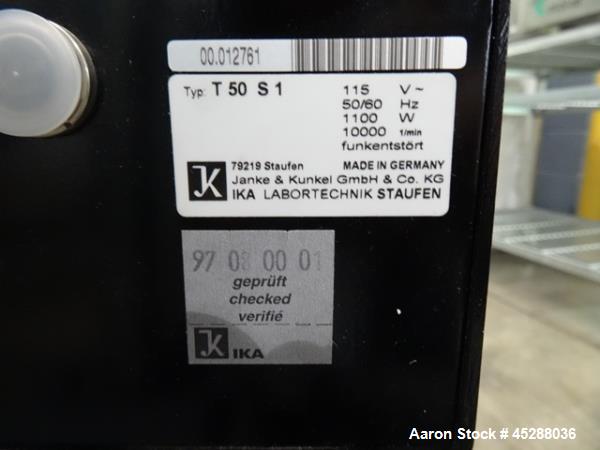 00.012761
Typ: T 50 S 1
115 V~
50/60 Hz
1100 W
10000 1/min
funkentstört
79219 Staufen MADE IN GERMANY
Janke & Kunkel GmbH & Co. KG
IKA LABORTECHNIK STAUFEN
97 03 00 01
geprüft
checked
verifié
IKA
Aaron Stock # 45288036